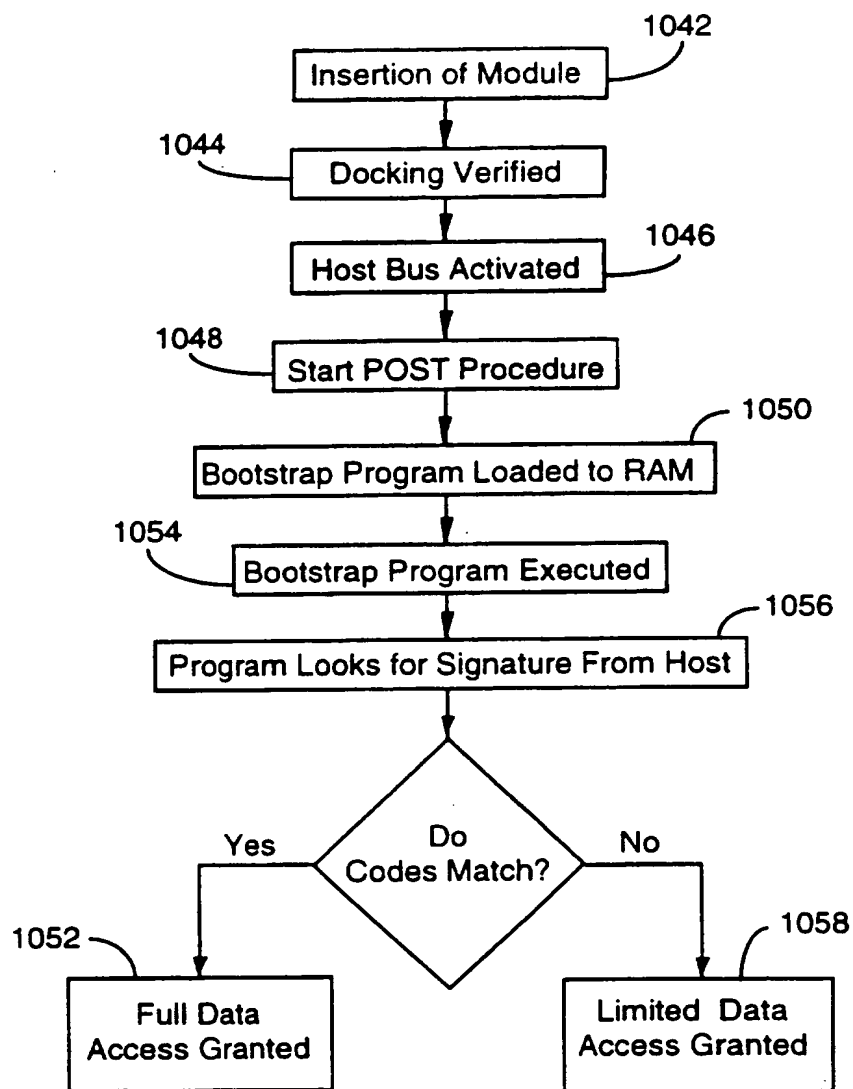 1042
Insertion of Module
1044
Docking Verified
1046
Host Bus Activated
1048
Start POST Procedure
1050
Bootstrap Program Loaded to RAM
1054
Bootstrap Program Executed
1056
Program Looks for Signature From Host
Do
Codes Match?
Yes
No
1052
1058
Full Data
Access Granted
Limited Data
Access Granted